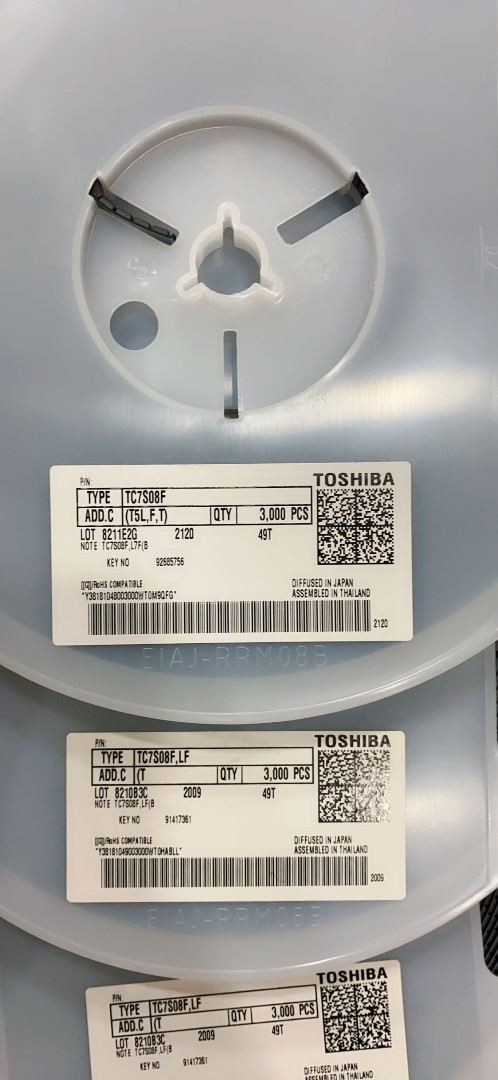 P/N:
TOSHIBA
TYPE TC7S08F
ADD.C (T5L,F,T) QTY 3,000 PCS
LOT 8211E2G 2120 49T
NOTE TC7S08F,L7F(B
KEY NO 92685756
[[G]]/RoHS COMPATIBLE DIFFUSED IN JAPAN
ASSEMBLED IN THAILAND
2120
EIAJ-RRM08B
P/N:
TOSHIBA
TYPE TC7S08F,LF
ADD.C (T QTY 3,000 PCS
LOT 8210B3C 2009 49T
NOTE TC7S08F,LF(B
KEY NO 91417361
[[G]]/RoHS COMPATIBLE DIFFUSED IN JAPAN
ASSEMBLED IN THAILAND
2009
EIAJ-RRM08B
P/N:
TOSHIBA
TYPE TC7S08F,LF
ADD.C (T QTY 3,000 PCS
LOT 8210B3C 2009 49T
NOTE TC7S08F,LF(B
KEY NO 91417361
DIFFUSED IN JAPAN
ASSEMBLED IN THAILAND